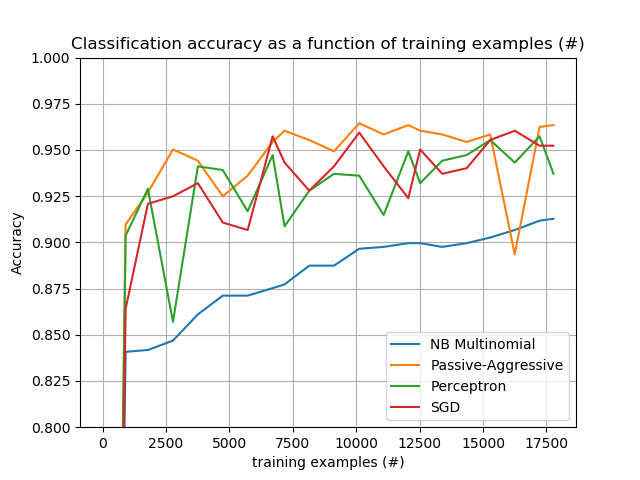 Classification accuracy as a function of training examples (#)
1.000
0.975
0.950
0.925
0.900
0.875
0.850
0.825
0.800
Accuracy
NB Multinomial
Passive-Aggressive
Perceptron
SGD
0 2500 5000 7500 10000 12500 15000 17500
training examples (#)